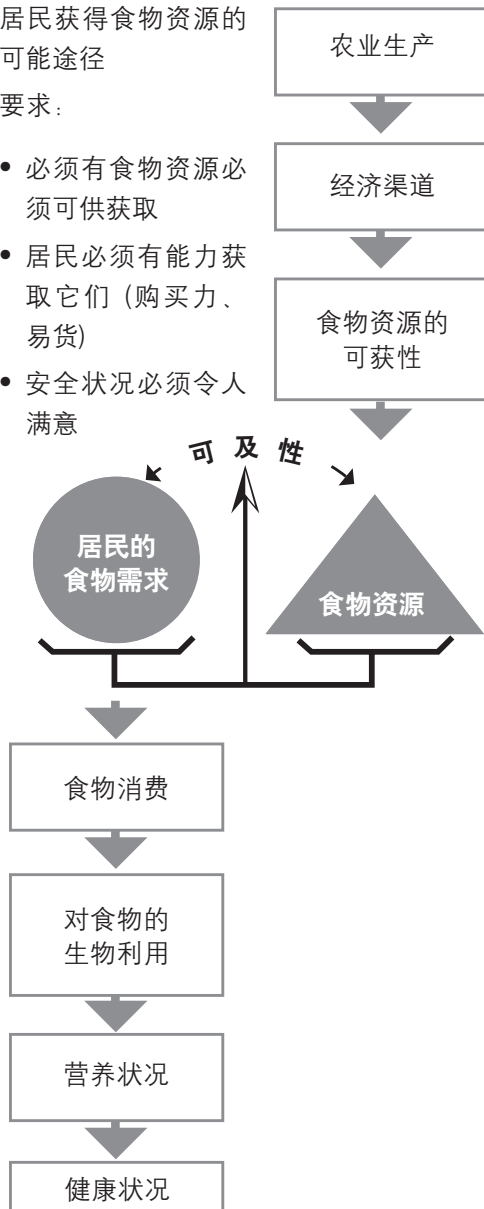 居民获得食物资源的
可能途径
要求：
• 必须有食物资源必
须可供获取
• 居民必须有能力获
取它们 (购买力、
易货)
• 安全状况必须令人
满意
农业生产
经济渠道
食物资源的
可获性
可及性
居民的
食物需求
食物资源
食物消费
对食物的
生物利用
营养状况
健康状况